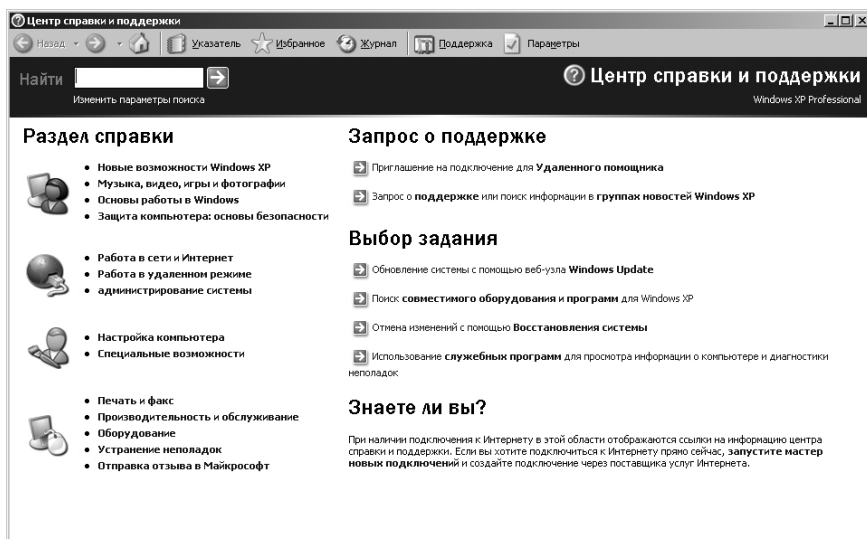 Центр справки и поддержки
Назад Указатель Избранное Журнал Поддержка Параметры
Найти
Изменить параметры поиска
Центр справки и поддержки
Windows XP Professional
Раздел справки
Новые возможности Windows XP
Музыка, видео, игры и фотографии
Основы работы в Windows
Защита компьютера: основы безопасности
Работа в сети и Интернет
Работа в удаленном режиме
администрирование системы
Настройка компьютера
Специальные возможности
Печать и факс
Производительность и обслуживание
Оборудование
Устранение неполадок
Отправка отзыва в Майкрософт
Запрос о поддержке
Приглашение на подключение для Удаленного помощника
Запрос о поддержке или поиск информации в группах новостей Windows XP
Выбор задания
Обновление системы с помощью веб-узла Windows Update
Поиск совместимого оборудования и программ для Windows XP
Отмена изменений с помощью Восстановления системы
Использование служебных программ для просмотра информации о компьютере и диагностики
неполадок
Знаете ли вы?
При наличии подключения к Интернету в этой области отображаются ссылки на информацию центра
справки и поддержки. Если вы хотите подключиться к Интернету прямо сейчас, запустите мастер
новых подключений и создайте подключение через поставщика услуг Интернета.